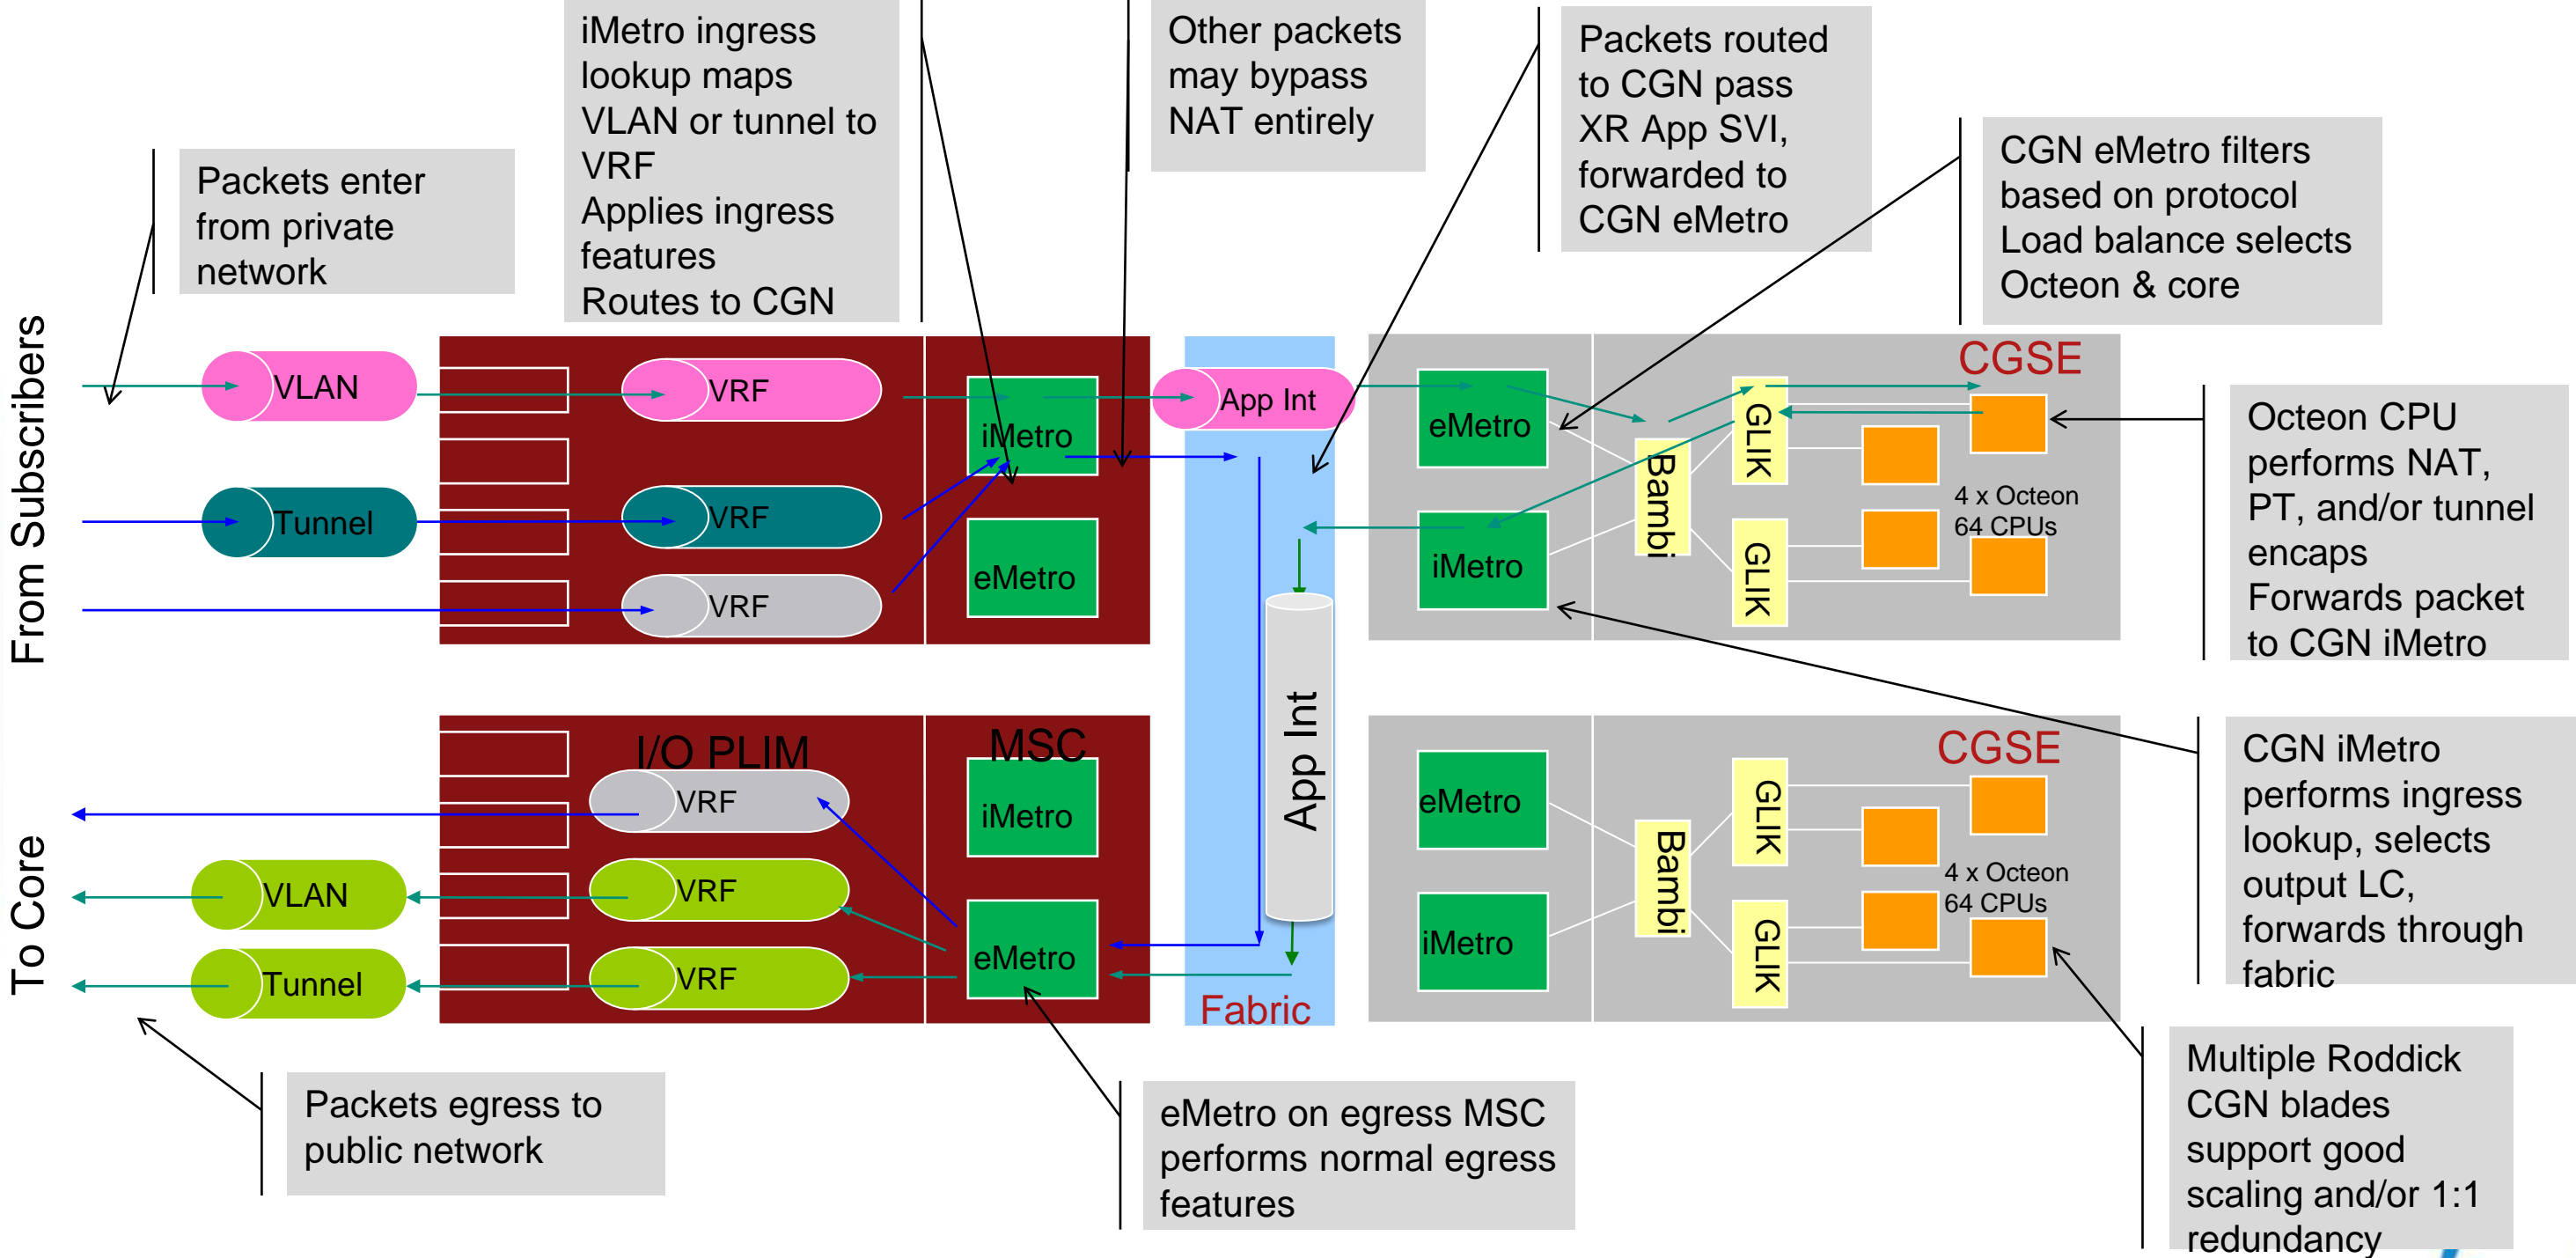 iMetro ingress
lookup maps
VLAN or tunnel to
VRF
Applies ingress
features
Routes to CGN
Other packets
may bypass
NAT entirely
Packets routed
to CGN pass
XR App SVI,
forwarded to
CGN eMetro
CGN eMetro filters
based on protocol
Load balance selects
Octeon & core
Packets enter
from private
network
From Subscribers
VLAN
VRF
iMetro
App Int
eMetro
GLIK
CGSE
Octeon CPU
performs NAT,
PT, and/or tunnel
encaps
Forwards packet
to CGN iMetro
Tunnel
VRF
Bambi
4 x Octeon
64 CPUs
VRF
eMetro
iMetro
GLIK
App Int
To Core
I/O PLIM
MSC
VRF
iMetro
eMetro
GLIK
CGSE
VLAN
VRF
Bambi
4 x Octeon
64 CPUs
Tunnel
VRF
eMetro
iMetro
GLIK
Fabric
CGN iMetro
performs ingress
lookup, selects
output LC,
forwards through
fabric
Packets egress to
public network
eMetro on egress MSC
performs normal egress
features
Multiple Roddick
CGN blades
support good
scaling and/or 1:1
redundancy